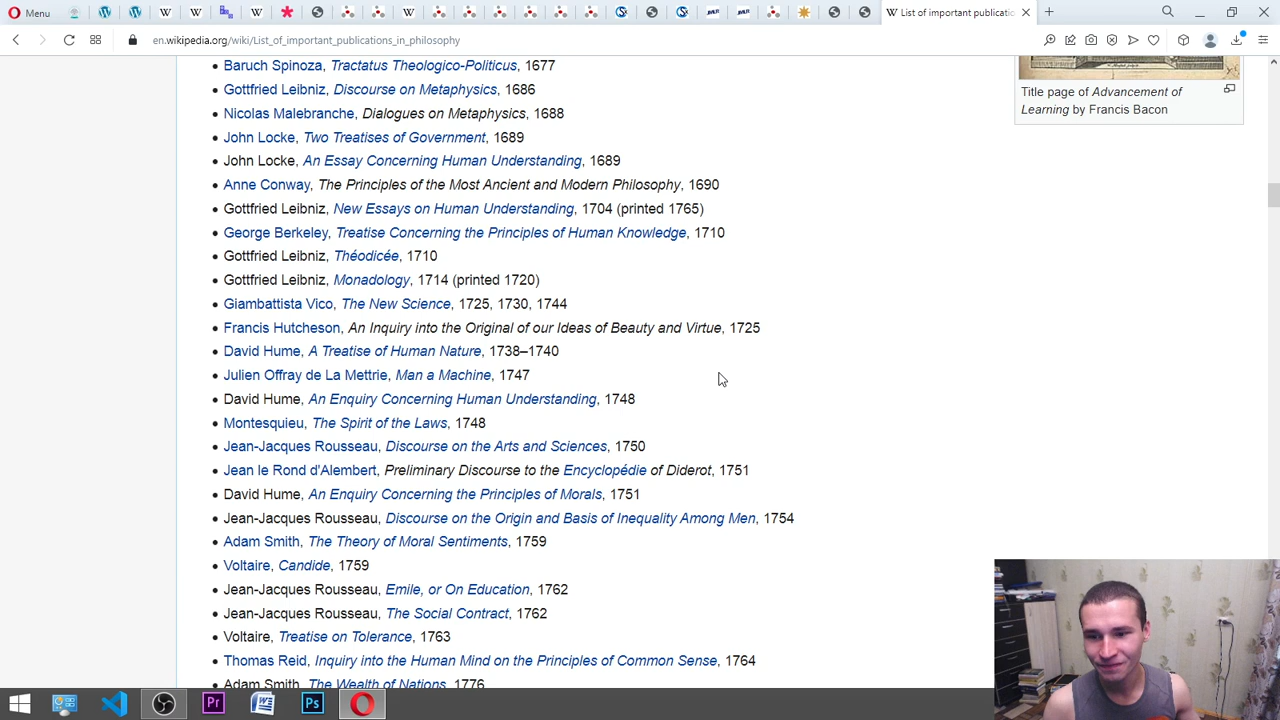 Menu
List of important publicatic
en.wikipedia.org/wiki/List_of_important_publications_in_philosophy
Baruch Spinoza, Tractatus Theologico-Politicus, 1677
Gottfried Leibniz, Discourse on Metaphysics, 1686
Nicolas Malebranche, Dialogues on Metaphysics, 1688
John Locke, Two Treatises of Government, 1689
John Locke, An Essay Concerning Human Understanding, 1689
Anne Conway, The Principles of the Most Ancient and Modern Philosophy, 1690
Gottfried Leibniz, New Essays on Human Understanding, 1704 (printed 1765)
George Berkeley, Treatise Concerning the Principles of Human Knowledge, 1710
Gottfried Leibniz, Théodicée, 1710
Gottfried Leibniz, Monadology, 1714 (printed 1720)
Giambattista Vico, The New Science, 1725, 1730, 1744
Francis Hutcheson, An Inquiry into the Original of our Ideas of Beauty and Virtue, 1725
David Hume, A Treatise of Human Nature, 1738–1740
Julien Offray de La Mettrie, Man a Machine, 1747
David Hume, An Enquiry Concerning Human Understanding, 1748
Montesquieu, The Spirit of the Laws, 1748
Jean-Jacques Rousseau, Discourse on the Arts and Sciences, 1750
Jean le Rond d'Alembert, Preliminary Discourse to the Encyclopédie of Diderot, 1751
David Hume, An Enquiry Concerning the Principles of Morals, 1751
Jean-Jacques Rousseau, Discourse on the Origin and Basis of Inequality Among Men, 1754
Adam Smith, The Theory of Moral Sentiments, 1759
Voltaire, Candide, 1759
Jean-Jacques Rousseau, Emile, or On Education, 1762
Jean-Jacques Rousseau, The Social Contract, 1762
Voltaire, Treatise on Tolerance, 1763
Thomas Reid, Inquiry into the Human Mind on the Principles of Common Sense, 1764
Adam Smith, The Wealth of Nations, 1776
Title page of Advancement of
Learning by Francis Bacon
Pr
Ps